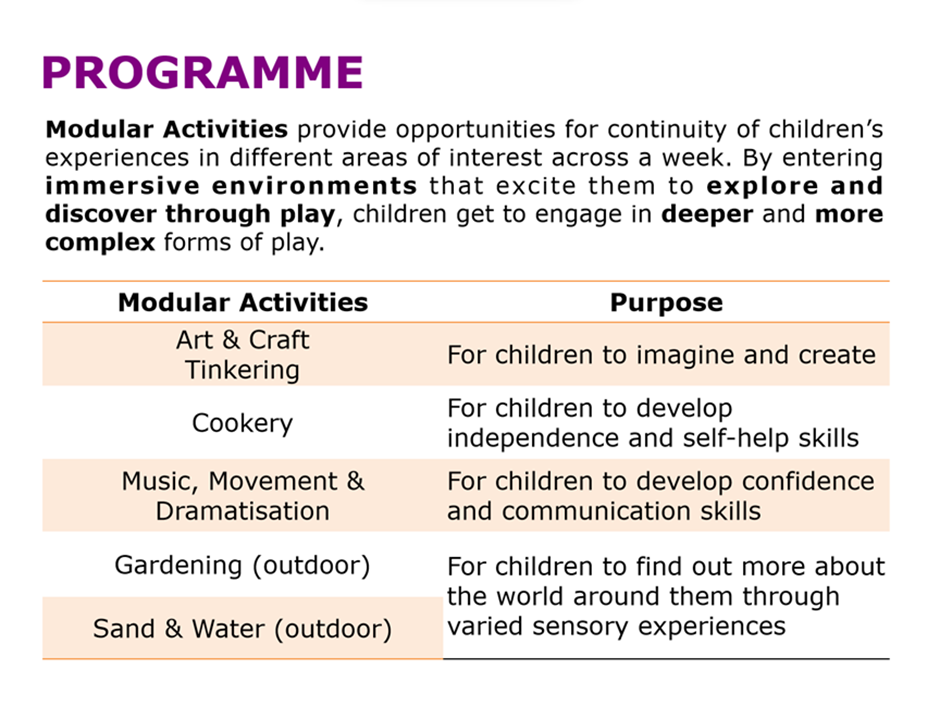 PROGRAMME
Modular Activities provide opportunities for continuity of children’s
experiences in different areas of interest across a week. By entering
immersive environments that excite them to explore and
discover through play, children get to engage in deeper and more
complex forms of play.
Modular Activities Purpose
Art & Craft
Tinkering
For children to imagine and create
Cookery
For children to develop
independence and self-help skills
Music, Movement &
Dramatisation
For children to develop confidence
and communication skills
Gardening (outdoor)
Sand & Water (outdoor)
For children to find out more about
the world around them through
varied sensory experiences